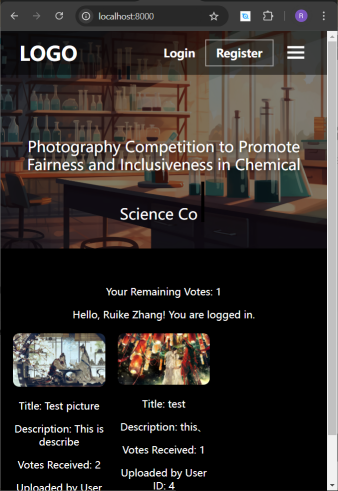 localhost:8000
R
LOGO
Login
Register
Photography Competition to Promote
Fairness and Inclusiveness in Chemical
Science Co
Your Remaining Votes: 1
Hello, Ruike Zhang! You are logged in.
Title: Test picture
Description: This is
describe
Votes Received: 2
Uploaded by User
Title: test
Description: this、
Votes Received: 1
Uploaded by User
ID: 4